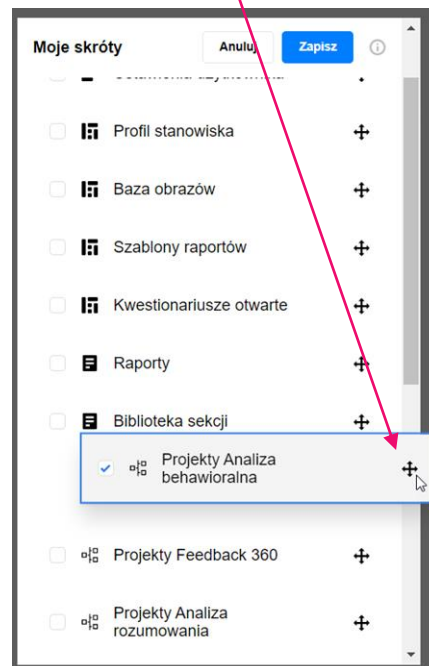 Moje skróty
Anuluj
Zapisz
Profil stanowiska
Baza obrazów
Szablony raportów
Kwestionariusze otwarte
Raporty
Biblioteka sekcji
Projekty Analiza
behawioralna
Projekty Feedback 360
Projekty Analiza
rozumowania